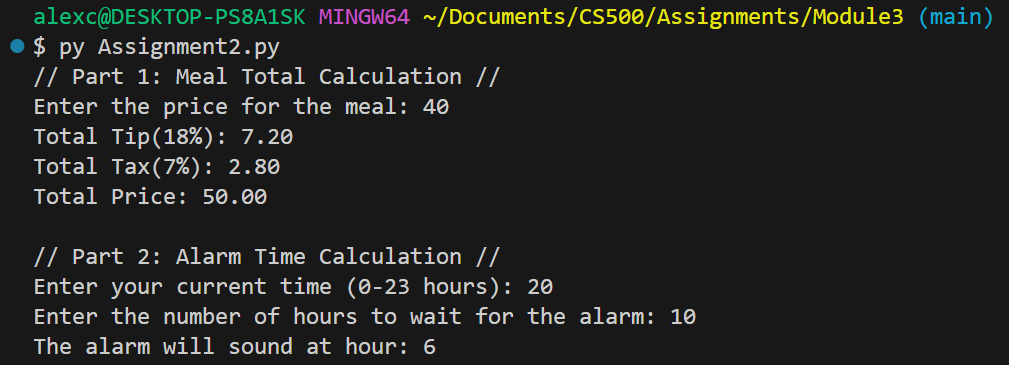 alexc@DESKTOP-PS8A1SK MINGW64 ~/Documents/CS500/Assignments/Module3 (main)
$ py Assignment2.py
// Part 1: Meal Total Calculation //
Enter the price for the meal: 40
Total Tip(18%): 7.20
Total Tax(7%): 2.80
Total Price: 50.00

// Part 2: Alarm Time Calculation //
Enter your current time (0-23 hours): 20
Enter the number of hours to wait for the alarm: 10
The alarm will sound at hour: 6